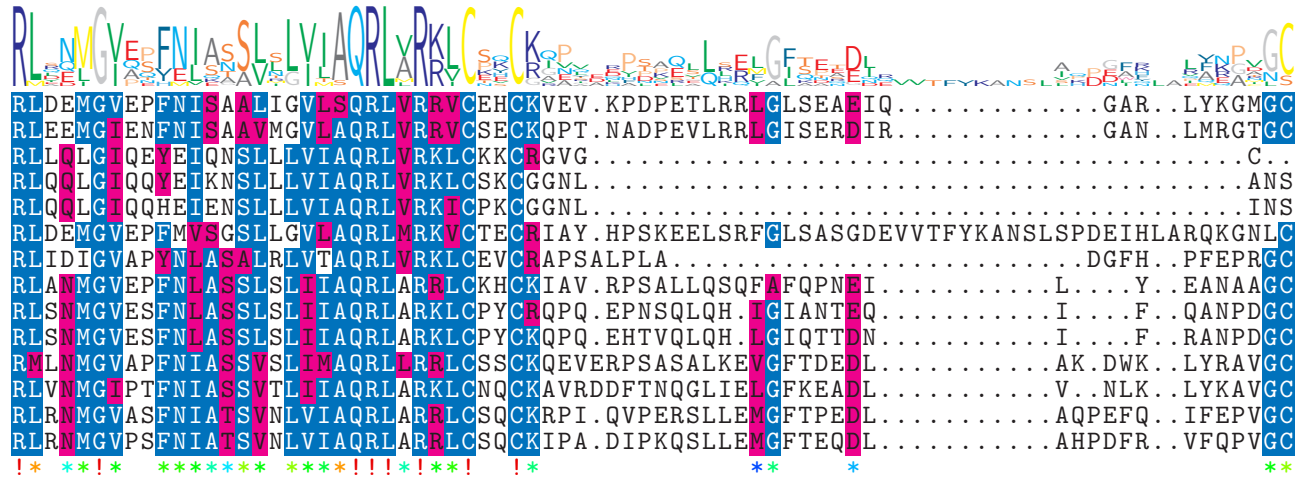 RLDEMGVEPFNISAALIGVLSQRLVRRVCEHCKVEV.KPDPETLRRLGLSEAEIQ.............GAR..LYKGMGC
RLEEMGIENFNISAAVMGVLAQRLVRRVCSECKQPT.NADPEVLRRLGISERDIR.............GAN..LMRGTGC
RLLQLGIQEYEIQNSLLLVIAQRLVRKLCKKCRGVG.........................................C..
RLQQLGIQQYEIKNSLLLVIAQRLVRKLCSKCGGNL.........................................ANS
RLQQLGIQQHEIENSLLLVIAQRLVRKICPKCGGNL.........................................INS
RLDEMGVEPFMVSGSLLGVLAQRLMRKVCTECRIAY.HPSKEELSRFGLSASGDEVVTFYKANSLSPDEIHLARQKGNLC
RLIDIGVAPYNLASALRLVTAQRLVRKLCEVCRAPSALPLA..........................DGFH..PFEPRGC
RLANMGVEPFNLASSLSLIIAQRLARRLCKHCKIAV.RPSALLQSQFAFQPNEI...........L....Y..EANAAGC
RLSNMGVESFNLASSLSLIIAQRLARKLCPYCRQPQ.EPNSQLQH.IGIANTEQ...........I....F..QANPDGC
RLSNMGVESFNLASSLSLIIAQRLARKLCPYCKQPQ.EHTVQLQH.LGIQTTDN...........I....F..RANPDGC
RMLNMGVAPFNIASSVSLIMAQRLLRRLCSSCKQEVERPSASALKEVGFTDEDL...........AK.DWK..LYRAVGC
RLVNMGIPTFNIASSVTLIIAQRLARKLCNQCKAVRDDFTNQGLIELGFKEADL...........V..NLK..LYKAVGC
RLRNMGVASFNIATSVNLVIAQRLARRLCSQCKRPI.QVPERSLLEMGFTPEDL...........AQPEFQ..IFEPVGC
RLRNMGVPSFNIATSVNLVIAQRLARRLCSQCKIPA.DIPKQSLLEMGFTEQDL...........AHPDFR..VFQPVGC
!* **!*  ******* ****!!!*!**!  !*             **    *                         **